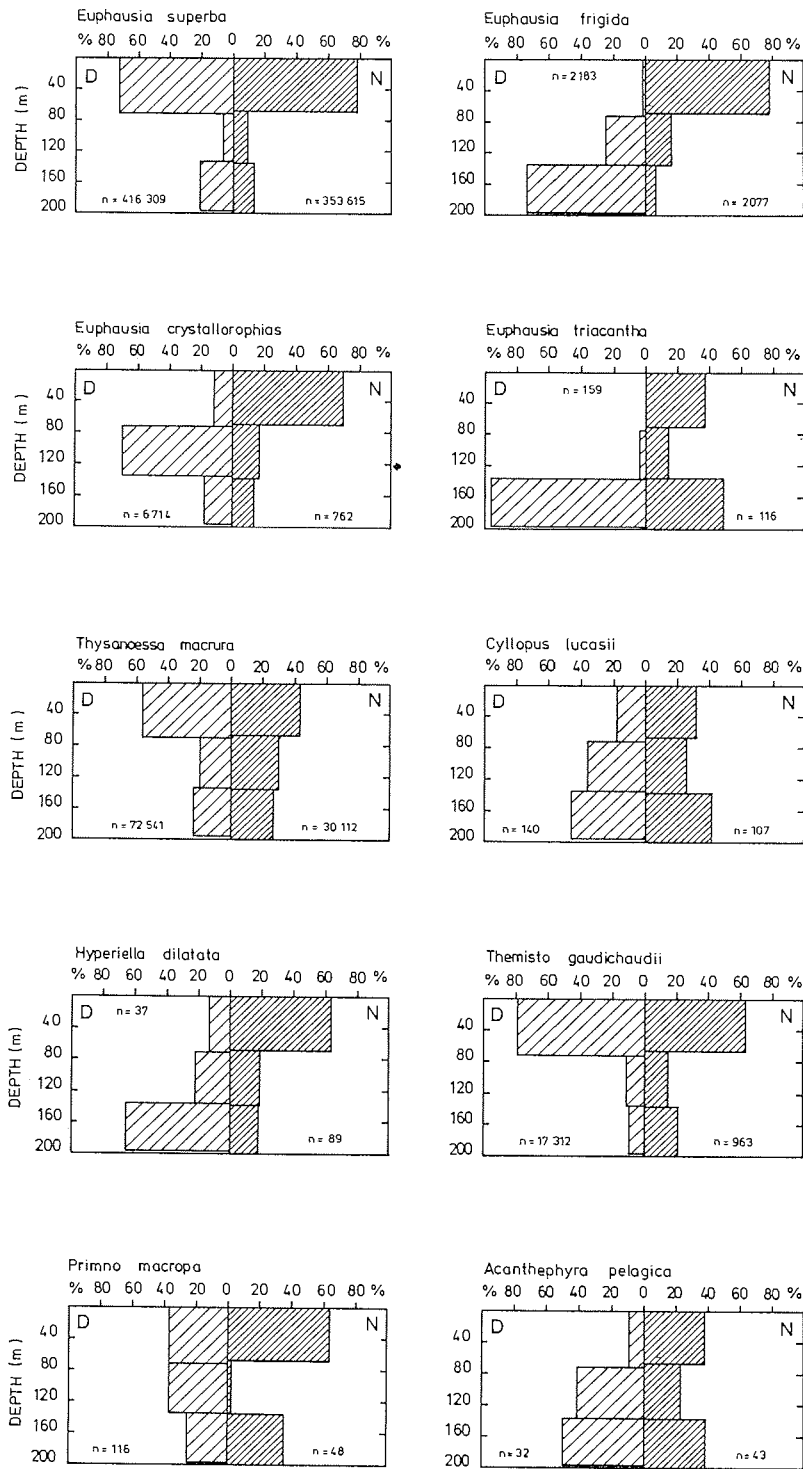 Euphausia superba
% 80 60 40 20 0 20 40 60 80 %
D N
DEPTH (m)
40
80
120
160
200
n = 416 309 n = 353 615
Euphausia frigida
% 80 60 40 20 0 20 40 60 80 %
D n = 2183 N
40
80
120
160
200
n = 2077
Euphausia crystallorophias
% 80 60 40 20 0 20 40 60 80 %
D N
DEPTH (m)
40
80
120
160
200
n = 6714 n = 762
Euphausia triacantha
% 80 60 40 20 0 20 40 60 80 %
D n = 159 N
40
80
120
160
200
n = 116
Thysanoessa macrura
% 80 60 40 20 0 20 40 60 80 %
D N
DEPTH (m)
40
80
120
160
200
n = 72 541 n = 30 112
Cyllopus lucasii
% 80 60 40 20 0 20 40 60 80 %
D N
40
80
120
160
200
n = 140 n = 107
Hyperiella dilatata
% 80 60 40 20 0 20 40 60 80 %
D n = 37 N
DEPTH (m)
40
80
120
160
200
n = 89
Themisto gaudichaudii
% 80 60 40 20 0 20 40 60 80 %
D N
40
80
120
160
200
n = 17 312 n = 963
Primno macropa
% 80 60 40 20 0 20 40 60 80 %
D N
DEPTH (m)
40
80
120
160
200
n = 116 n = 48
Acanthephyra pelagica
% 80 60 40 20 0 20 40 60 80 %
D N
40
80
120
160
200
n = 32 n = 43